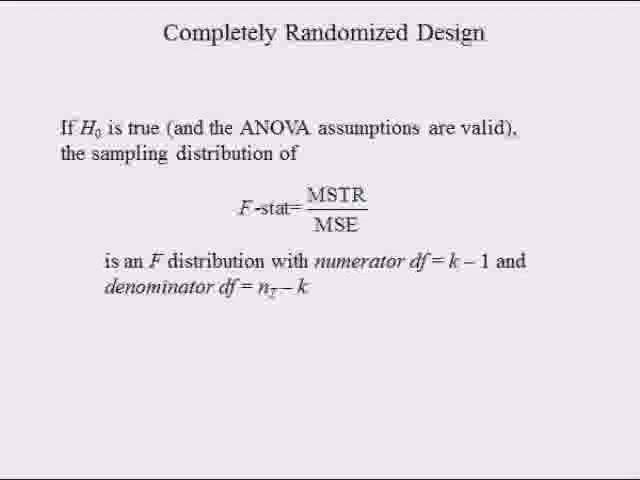 Completely Randomized Design
If H₀ is true (and the ANOVA assumptions are valid),
the sampling distribution of
F-stat= MSTR / MSE
is an F distribution with numerator df = k – 1 and
denominator df = n_T – k